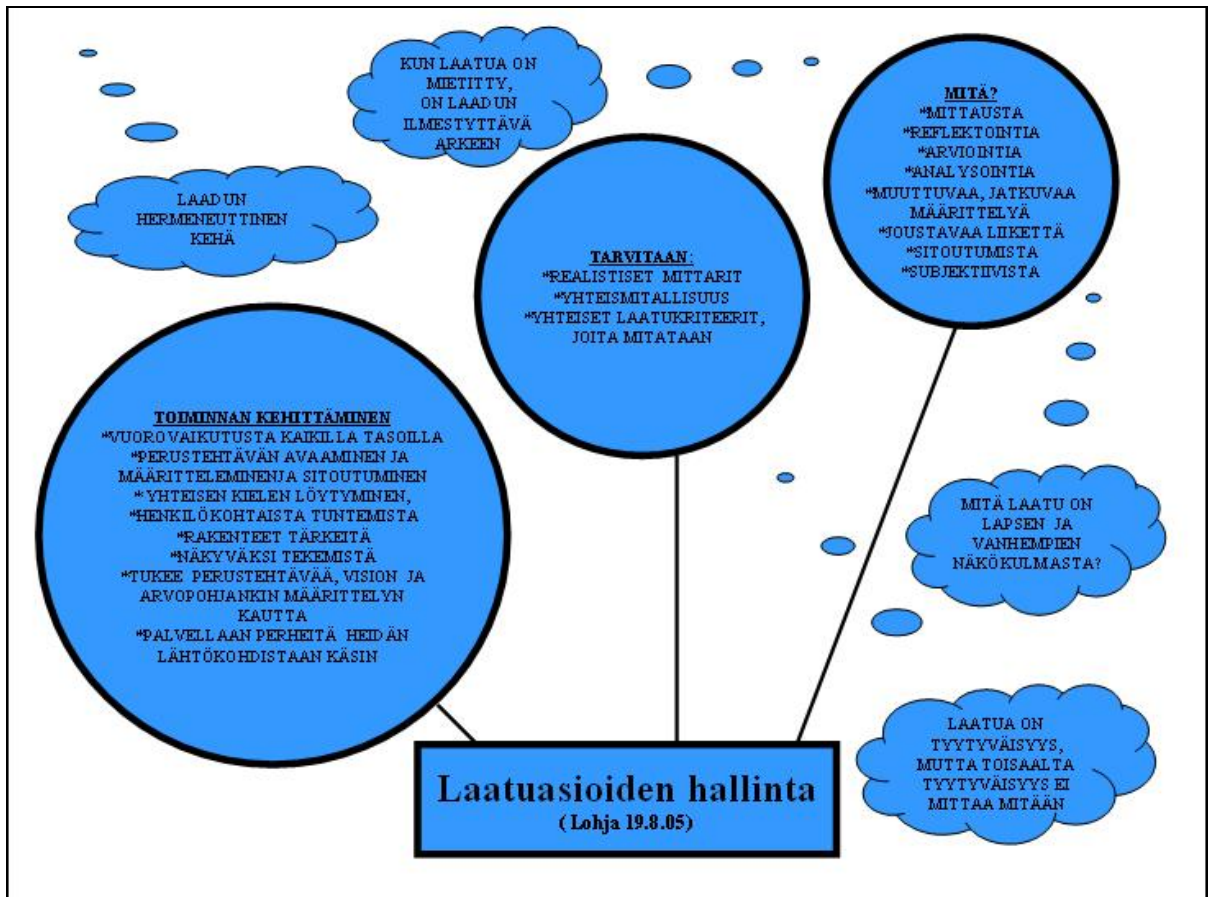 KUN LAATUA ON
MIETITTY,
ON LAADUN
ILMESTYTTÄVÄ
ARKEEN
MITÄ?
*MITTAUSTA
*REFLEKTOINTIA
*ARVIOINTIA
*ANALYSOINTIA
*MUUTTUVAA, JATKUVAA
MÄÄRITTELYÄ
*JOUSTAVAA LIIKETTÄ
*SITOUTUMISTA
*SUBJEKTIIVISTA
LAADUN
HERMENEUTTINEN
KEHÄ
TARVITAAN:
*REALISTISET MITTARIT
*YHTEISMITALLISUUS
*YHTEISET LAATUKRITEERIT,
JOITA MITATAAN
TOIMINNAN KEHITTÄMINEN
*VUOROVAIKUTUSTA KAIKILLA TASOILLA
*PERUSTEHTÄVÄN AVAAMINEN JA
MÄÄRITTELEMINENJA SITOUTUMINEN
*YHTEISEN KIELEN LÖYTYMINEN,
*HENKILÖKOHTAISTA TUNTEMISTA
*RAKENTEET TÄRKEITÄ
*NÄKYVÄKSI TEKEMISTÄ
*TUKEE PERUSTEHTÄVÄÄ, VISION JA
ARVOPOHJANKIN MÄÄRITTELYN
KAUTTA
*PALVELLAAN PERHEITÄ HEIDÄN
LÄHTÖKOHDISTAAN KÄSIN
MITÄ LAATU ON
LAPSEN JA
VANHEMPIEN
NÄKÖKULMASTA?
LAATUA ON
TYYTYVÄISYYS,
MUTTA TOISAALTA
TYYTYVÄISYYS EI
MITTAA MITÄÄN
Laatuasioiden hallinta
( Lohja 19.8.05)